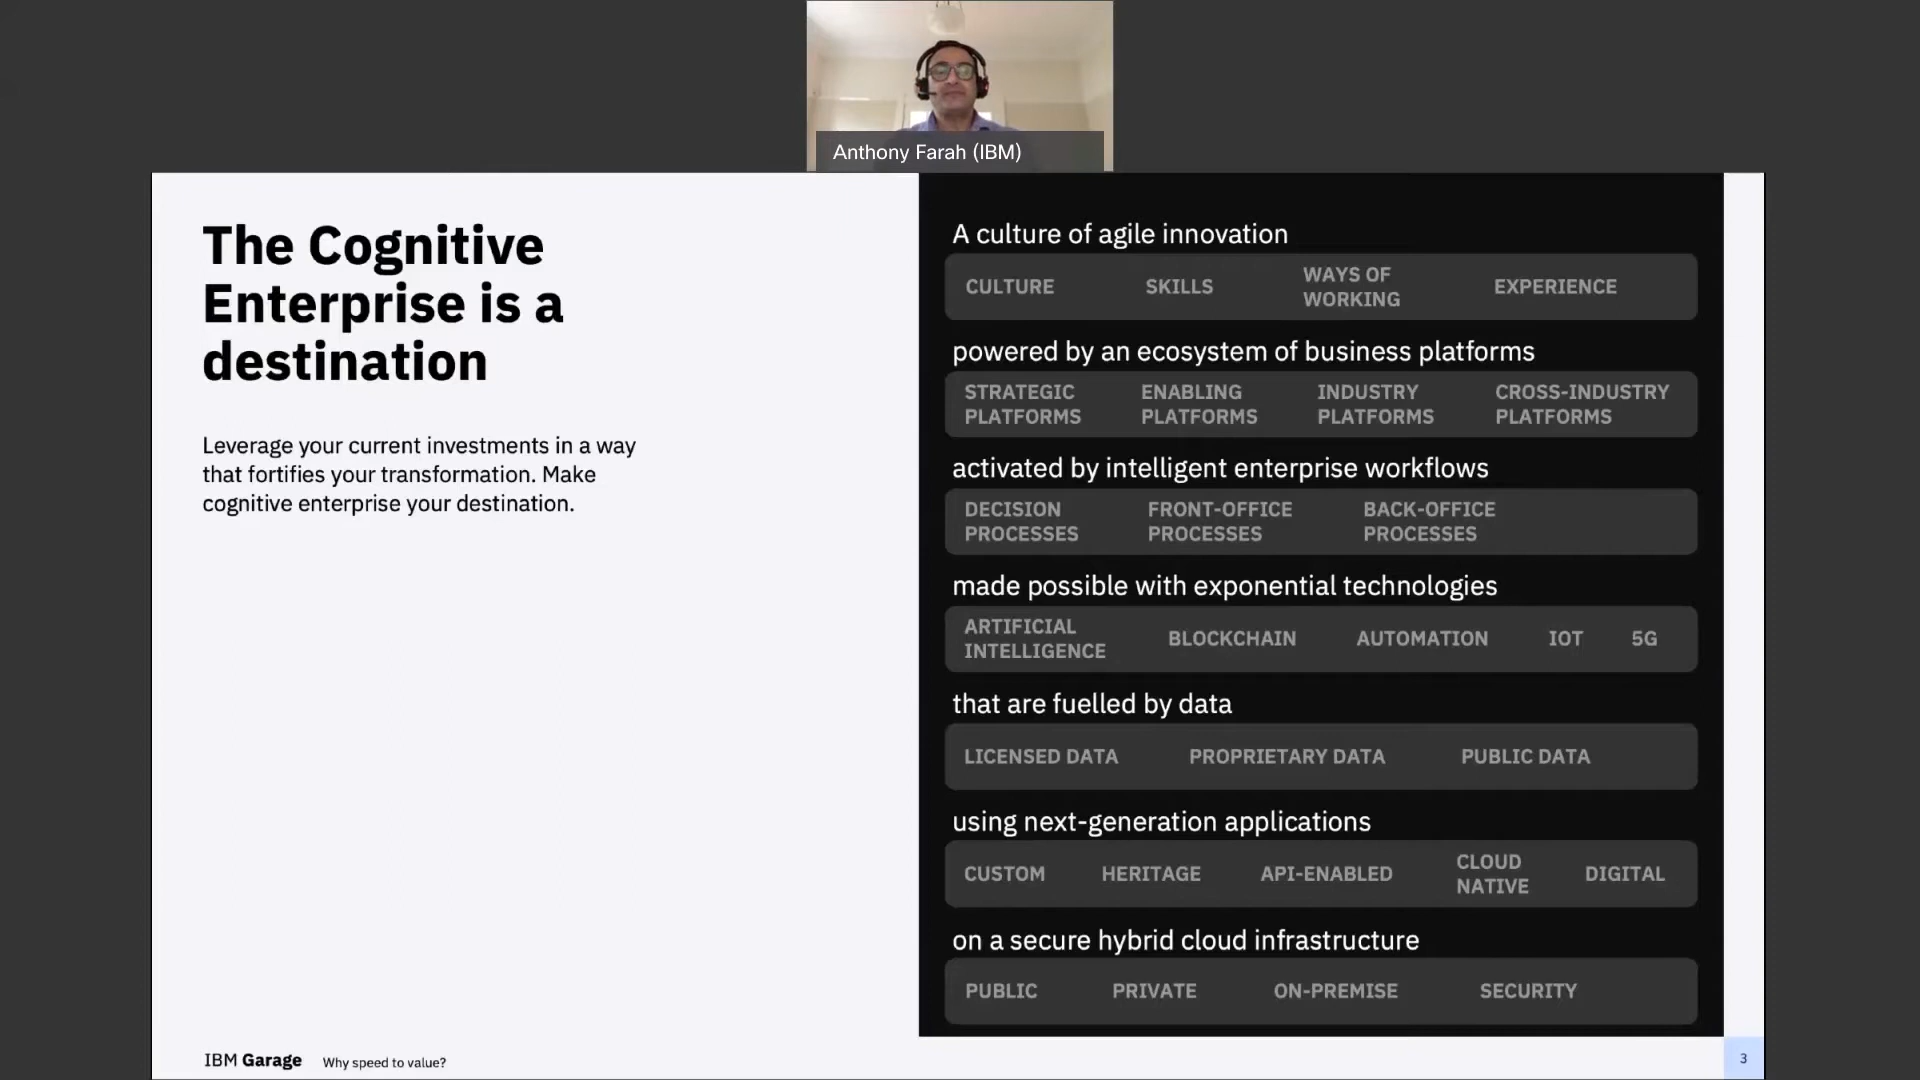 Anthony Farah (IBM)
The Cognitive
Enterprise is a
destination
Leverage your current investments in a way
that fortifies your transformation. Make
cognitive enterprise your destination.
A culture of agile innovation
CULTURE SKILLS WAYS OF WORKING EXPERIENCE
powered by an ecosystem of business platforms
STRATEGIC PLATFORMS ENABLING PLATFORMS INDUSTRY PLATFORMS CROSS-INDUSTRY PLATFORMS
activated by intelligent enterprise workflows
DECISION PROCESSES FRONT-OFFICE PROCESSES BACK-OFFICE PROCESSES
made possible with exponential technologies
ARTIFICIAL INTELLIGENCE BLOCKCHAIN AUTOMATION IOT 5G
that are fuelled by data
LICENSED DATA PROPRIETARY DATA PUBLIC DATA
using next-generation applications
CUSTOM HERITAGE API-ENABLED CLOUD NATIVE DIGITAL
on a secure hybrid cloud infrastructure
PUBLIC PRIVATE ON-PREMISE SECURITY
IBM Garage Why speed to value? 3